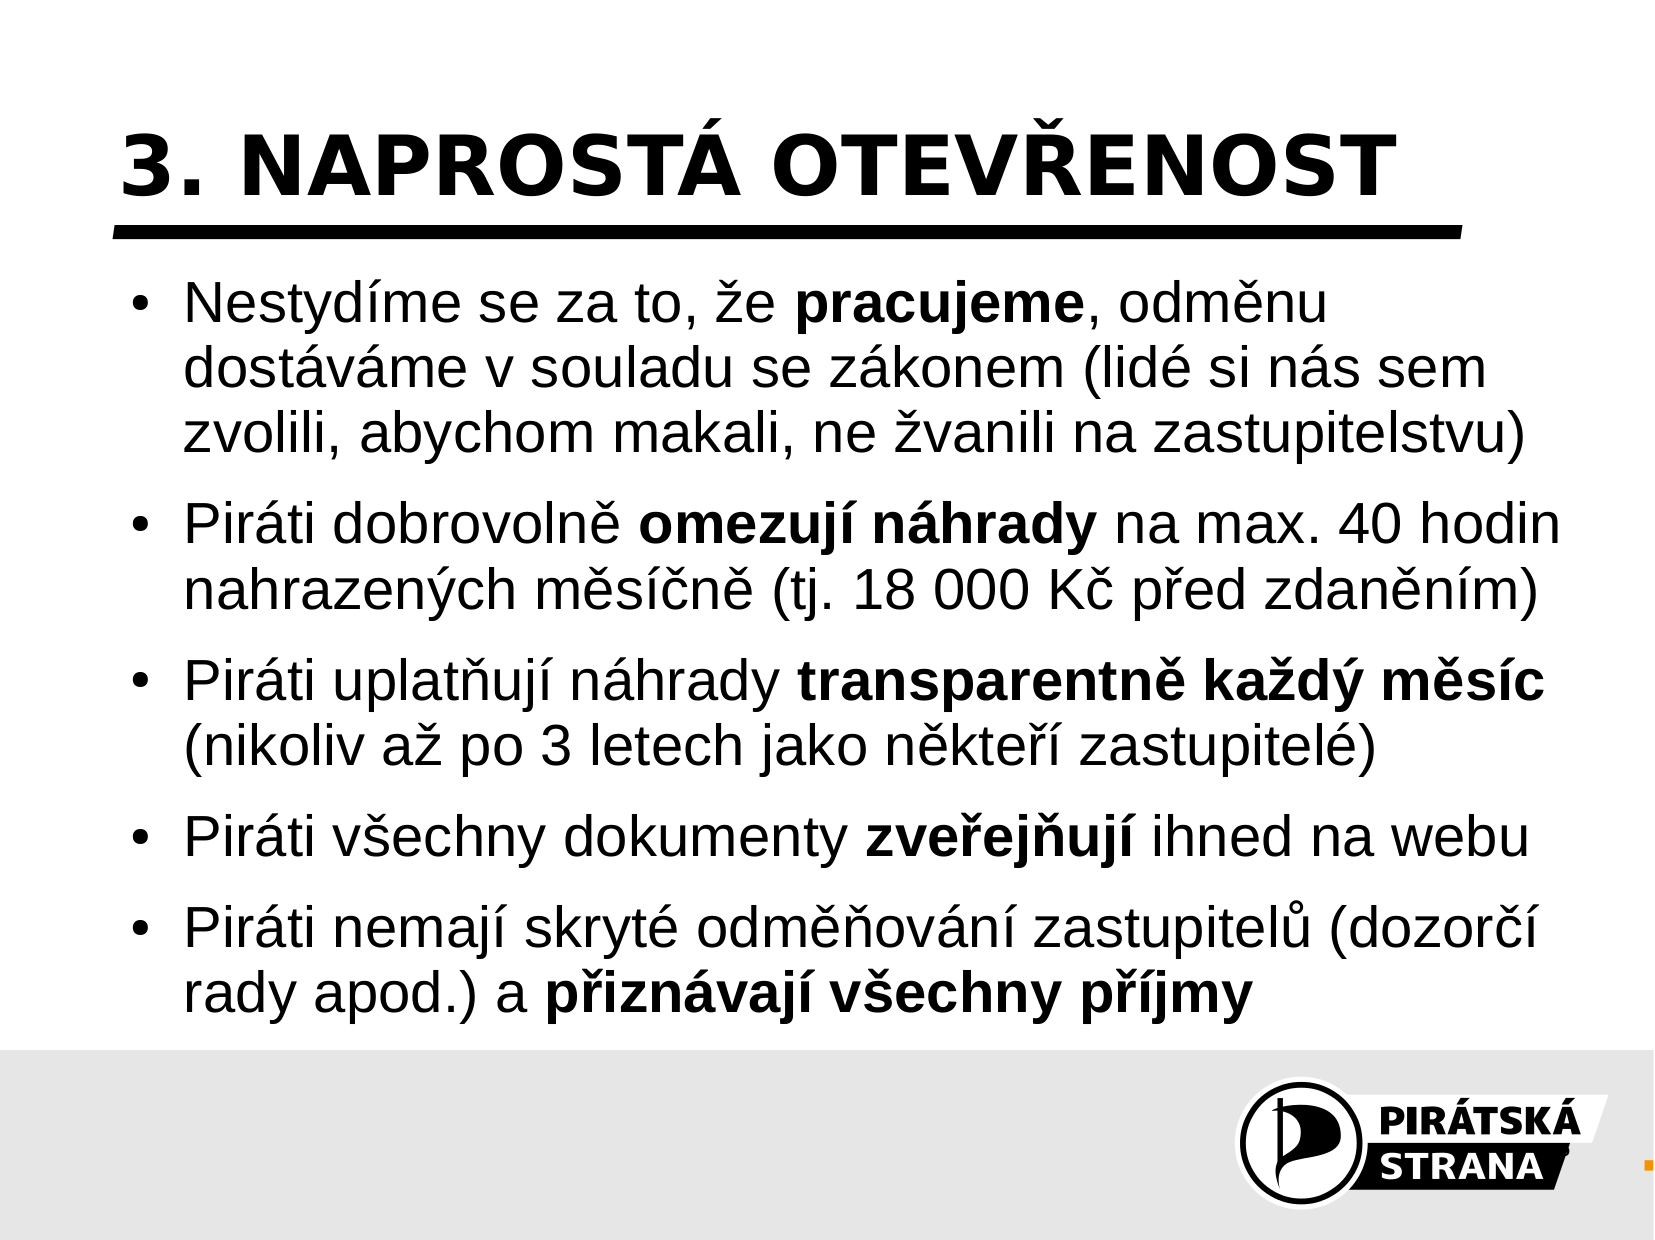 3. NAPROSTÁ OTEVŘENOST
• Nestydíme se za to, že pracujeme, odměnu
dostáváme v souladu se zákonem (lidé si nás sem
zvolili, abychom makali, ne žvanili na zastupitelstvu)
• Piráti dobrovolně omezují náhrady na max. 40 hodin
nahrazených měsíčně (tj. 18 000 Kč před zdaněním)
• Piráti uplatňují náhrady transparentně každý měsíc
(nikoliv až po 3 letech jako někteří zastupitelé)
• Piráti všechny dokumenty zveřejňují ihned na webu
• Piráti nemají skryté odměňování zastupitelů (dozorčí
rady apod.) a přiznávají všechny příjmy
PIRÁTSKÁ
STRANA